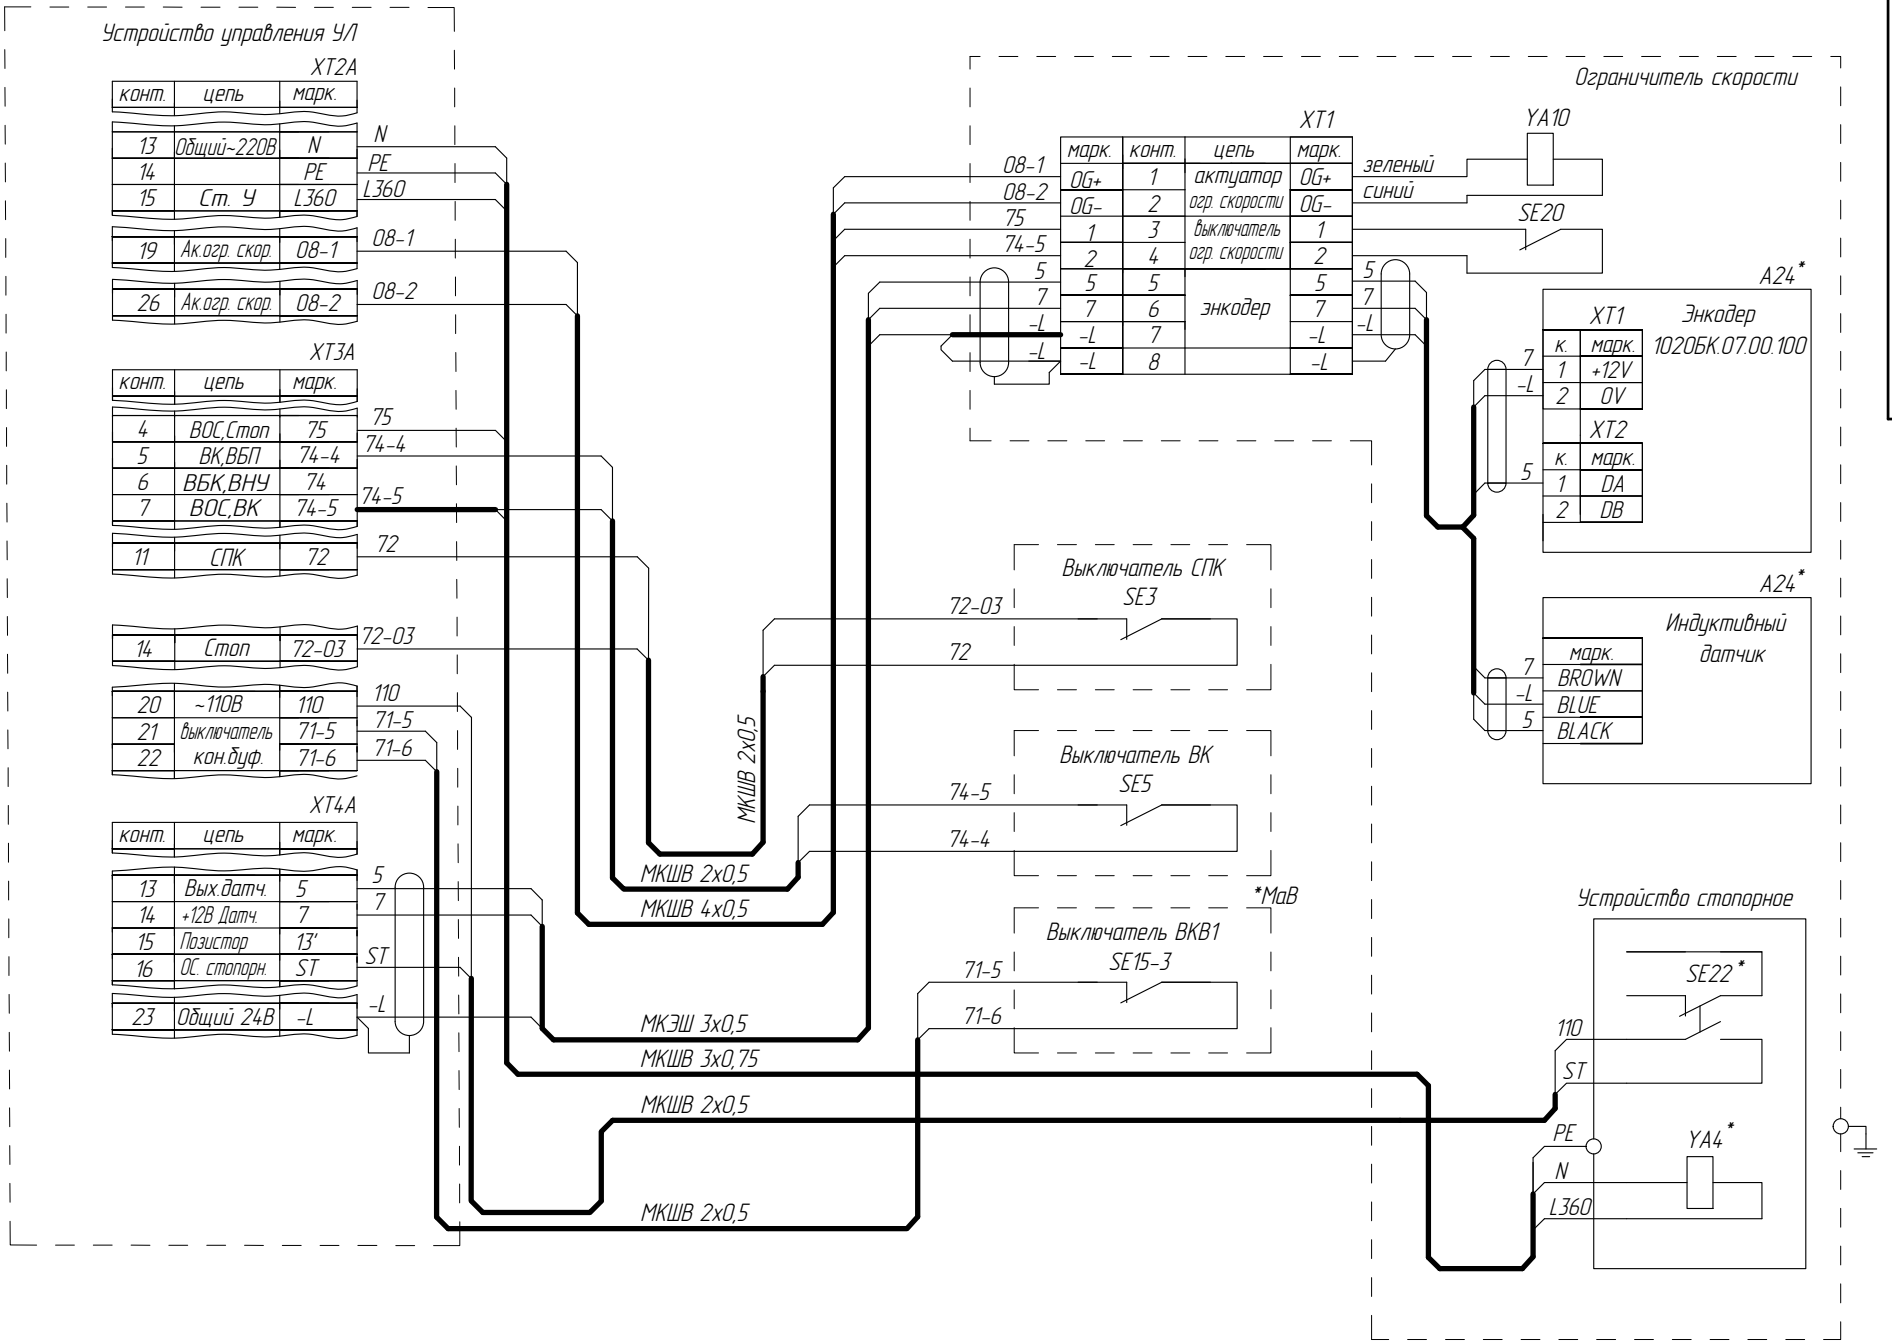 Устройство управления УЛ
XT2A
конт. цепь марк.
13 Общий~220В N N
14 PE PE
15 Ст. У L360 L360
19 Ак.огр. скор. 08-1 08-1
26 Ак.огр. скор. 08-2 08-2
XT3A
конт. цепь марк.
4 ВОС,Стоп 75 75
5 ВК,ВБП 74-4 74-4
6 ВБК,ВНУ 74
7 ВОС,ВК 74-5 74-5
11 СПК 72 72
14 Стоп 72-03 72-03
20 ~110В 110 110
21 выключатель 71-5 71-5
22 кон.буф. 71-6 71-6
XT4A
конт. цепь марк.
13 Вых.датч. 5 5
14 +12В Датч. 7 7
15 Позистор 13'
16 ОС. стопорн. ST ST
23 Общий 24В -L -L
МКШВ 2х0,5
МКШВ 2х0,5
МКШВ 4х0,5
МКЭШ 3х0,5
МКШВ 3х0,75
МКШВ 2х0,5
МКШВ 2х0,5
Ограничитель скорости
XT1
марк. конт. цепь марк.
08-1 OG+ 1 актуатор OG+ зеленый
08-2 OG- 2 огр. скорости OG- синий
75 1 3 выключатель 1
74-5 2 4 огр. скорости 2
5 5 5 5 5
7 7 6 энкодер 7 7
-L -L 7 -L -L
-L -L 8 -L
YA10
SE20
A24*
XT1 Энкодер
к. марк. 1020БК.07.00.100
7 1 +12V
-L 2 0V
XT2
к. марк.
5 1 DA
2 DB
A24*
Индуктивный
датчик
марк.
7 BROWN
-L BLUE
5 BLACK
Выключатель СПК
SE3
72-03
72
Выключатель ВК
SE5
74-5
74-4
*МаВ
Выключатель ВКВ1
SE15-3
71-5
71-6
Устройство стопорное
SE22*
110
ST
PE
YA4*
N
L360